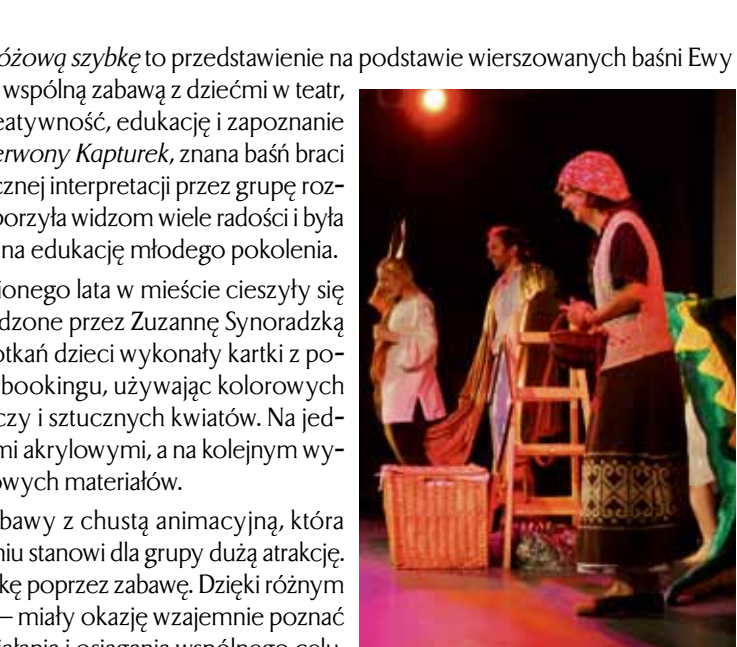 óżową szybkę to przedstawienie na podstawie wierszowanych baśni Ewy
wspólną zabawą z dziećmi w teatr,
eatywność, edukację i zapoznanie
erwony Kapturek, znana baśń braci
cznej interpretacji przez grupę roz-
porzyła widzom wiele radości i była
na edukację młodego pokolenia.
ionego lata w mieście cieszyły się
dzone przez Zuzannę Synoradzką
otkań dzieci wykonały kartki z po-
bookingu, używając kolorowych
czy i sztucznych kwiatów. Na jed-
mi akrylowymi, a na kolejnym wy-
owych materiałów.
bawy z chustą animacyjną, która
niu stanowi dla grupy dużą atrakcję.
kę poprzez zabawę. Dzięki różnym
– miały okazję wzajemnie poznać
iałania i osiągania wspólnego celu.